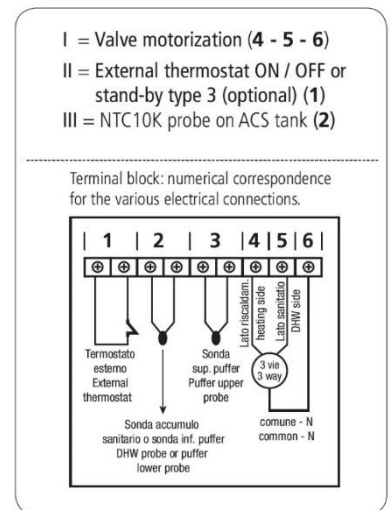 I = Valve motorization (4 - 5 - 6)
II = External thermostat ON / OFF or
stand-by type 3 (optional) (1)
III = NTC10K probe on ACS tank (2)
Terminal block: numerical correspondence
for the various electrical connections.
| 1 | 2 | 3 |4|5|6|
Lato riscaldam.
heating side
Lato sanitatio
DHW side
Termostato
esterno
External
thermostat
Sonda
sup. puffer
Puffer upper
probe
3 vie
3 way
Sonda accumulo
sanitario o sonda inf. puffer
DHW probe or puffer
lower probe
comune - N
common - N